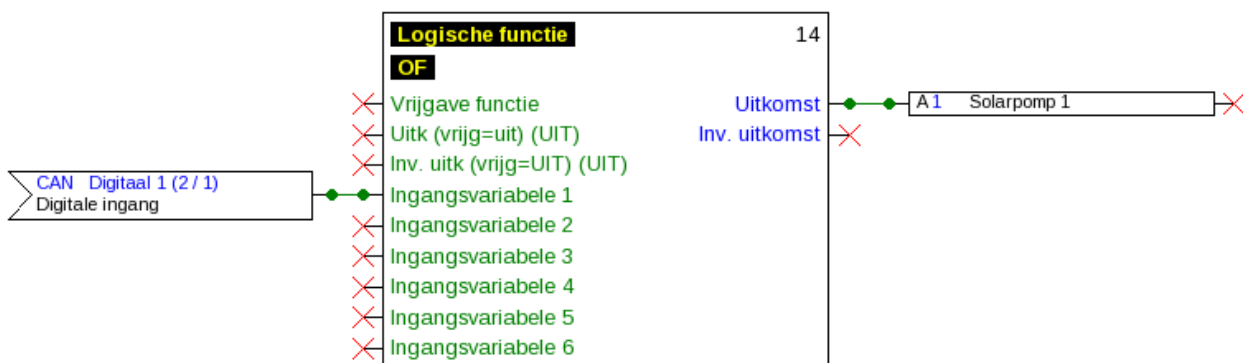 Logische functie 14
OF
Vrijgave functie Uitkomst A 1 Solarpomp 1
Uitk (vrijg=uit) (UIT) Inv. uitkomst
Inv. uitk (vrijg=UIT) (UIT)
CAN Digitaal 1 (2 / 1)
Digitale ingang
Ingangsvariabele 1
Ingangsvariabele 2
Ingangsvariabele 3
Ingangsvariabele 4
Ingangsvariabele 5
Ingangsvariabele 6